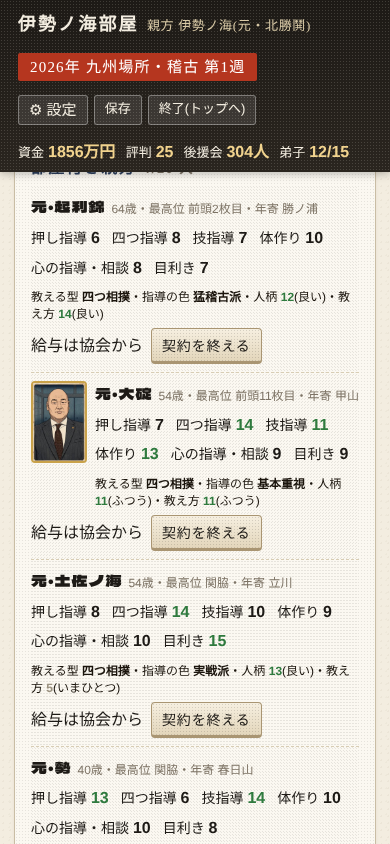 伊勢ノ海部屋 親方 伊勢ノ海(元・北勝鬨)
2026年 九州場所・稽古 第1週
⚙ 設定 保存 終了(トップへ)
資金 1856万円 評判 25 後援会 304人 弟子 12/15
元・起利錦 64歳・最高位 前頭2枚目・年寄 勝ノ浦
押し指導 6 四つ指導 8 技指導 7 体作り 10
心の指導・相談 8 目利き 7
教える型 四つ相撲・指導の色 猛稽古派・人柄 12(良い)・教
え方 14(良い)
給与は協会から 契約を終える
元・大碇 54歳・最高位 前頭11枚目・年寄 甲山
押し指導 7 四つ指導 14 技指導 11
体作り 13 心の指導・相談 9 目利き 9
教える型 四つ相撲・指導の色 基本重視・人柄
11(ふつう)・教え方 11(ふつう)
給与は協会から 契約を終える
元・土佐ノ海 54歳・最高位 関脇・年寄 立川
押し指導 8 四つ指導 14 技指導 10 体作り 9
心の指導・相談 10 目利き 15
教える型 四つ相撲・指導の色 実戦派・人柄 13(良い)・教え
方 5(いまひとつ)
給与は協会から 契約を終える
元・勢 40歳・最高位 関脇・年寄 春日山
押し指導 13 四つ指導 6 技指導 14 体作り 10
心の指導・相談 10 目利き 8